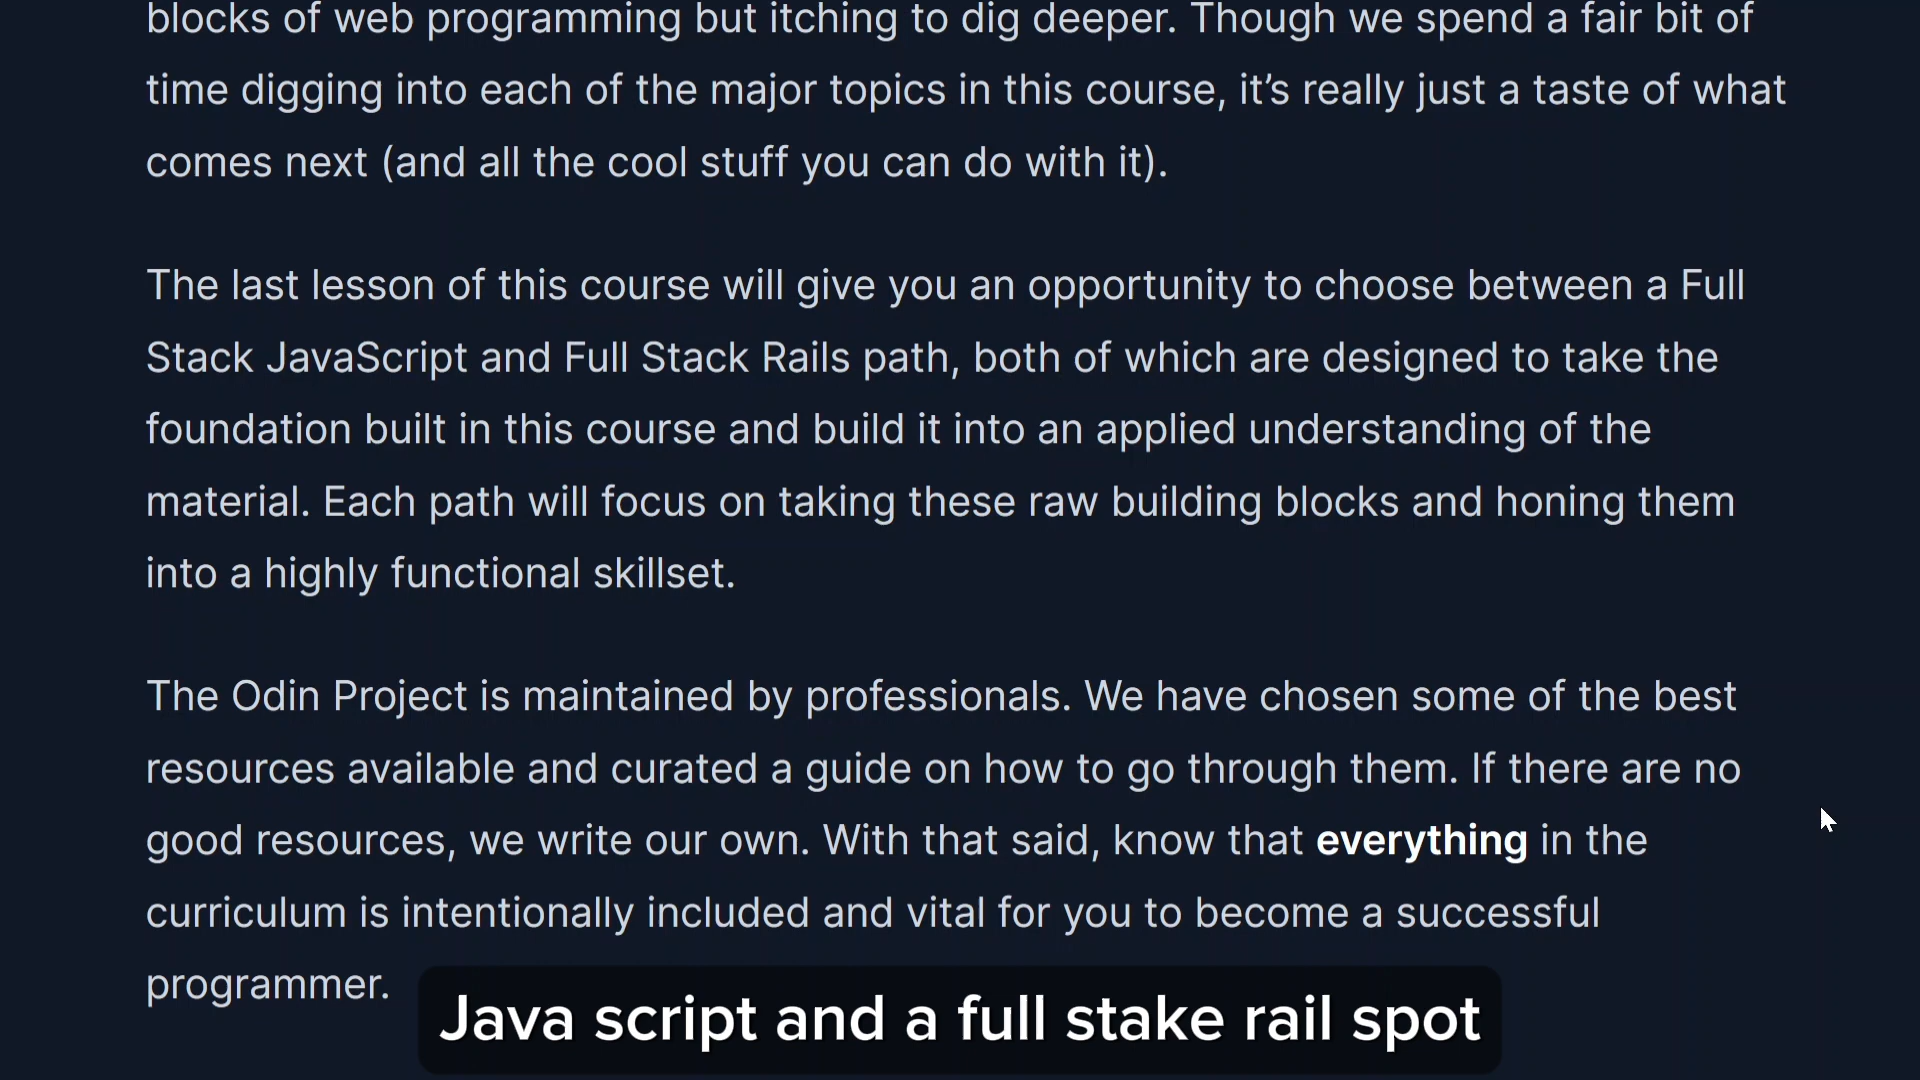 blocks of web programming but itching to dig deeper. Though we spend a fair bit of
time digging into each of the major topics in this course, it’s really just a taste of what
comes next (and all the cool stuff you can do with it).
The last lesson of this course will give you an opportunity to choose between a Full
Stack JavaScript and Full Stack Rails path, both of which are designed to take the
foundation built in this course and build it into an applied understanding of the
material. Each path will focus on taking these raw building blocks and honing them
into a highly functional skillset.
The Odin Project is maintained by professionals. We have chosen some of the best
resources available and curated a guide on how to go through them. If there are no
good resources, we write our own. With that said, know that everything in the
curriculum is intentionally included and vital for you to become a successful
programmer.
Java script and a full stake rail spot